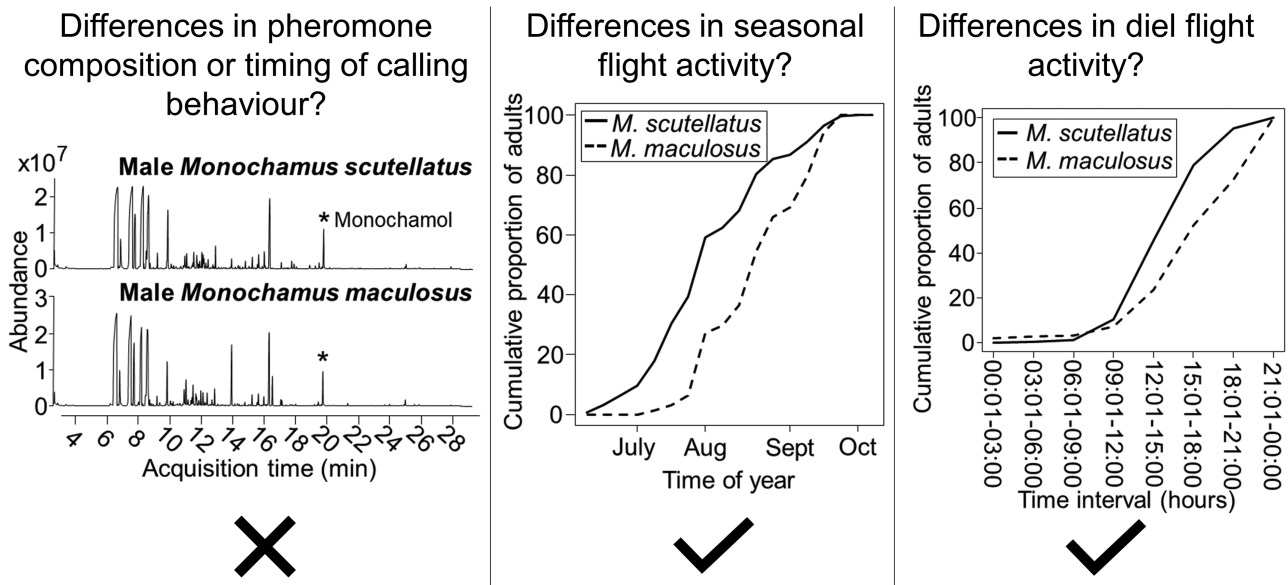 Differences in pheromone
composition or timing of calling
behaviour?
x10⁷
Male Monochamus scutellatus
2
1
0
* Monochamol
Male Monochamus maculosus
3
2
1
0
*
Abundance
4 6 8 10 12 14 16 18 20 22 24 26 28
Acquisition time (min)
Differences in seasonal
flight activity?
Cumulative proportion of adults
100
80
60
40
20
0
M. scutellatus
M. maculosus
July Aug Sept Oct
Time of year
Differences in diel flight
activity?
Cumulative proportion of adults
100
80
60
40
20
0
M. scutellatus
M. maculosus
00:01-03:00
03:01-06:00
06:01-09:00
09:01-12:00
12:01-15:00
15:01-18:00
18:01-21:00
21:01-00:00
Time interval (hours)